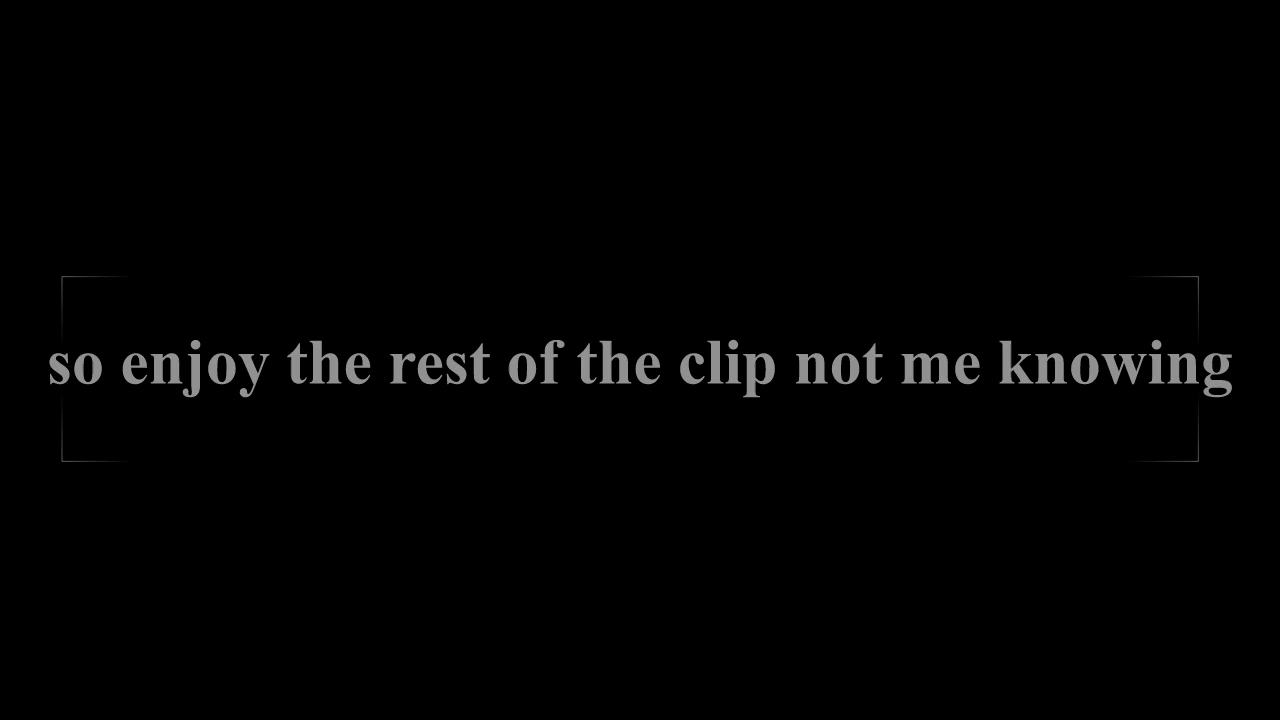 so enjoy the rest of the clip not me knowing